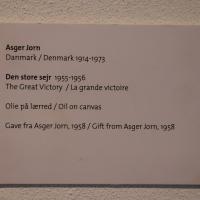 Asger Jorn
Danmark / Denmark 1914-1973
Den store sejr 1955-1956
The Great Victory / La grande victoire
Olie på lærred / Oil on canvas
Gave fra Asger Jorn, 1958 / Gift from Asger Jorn, 1958